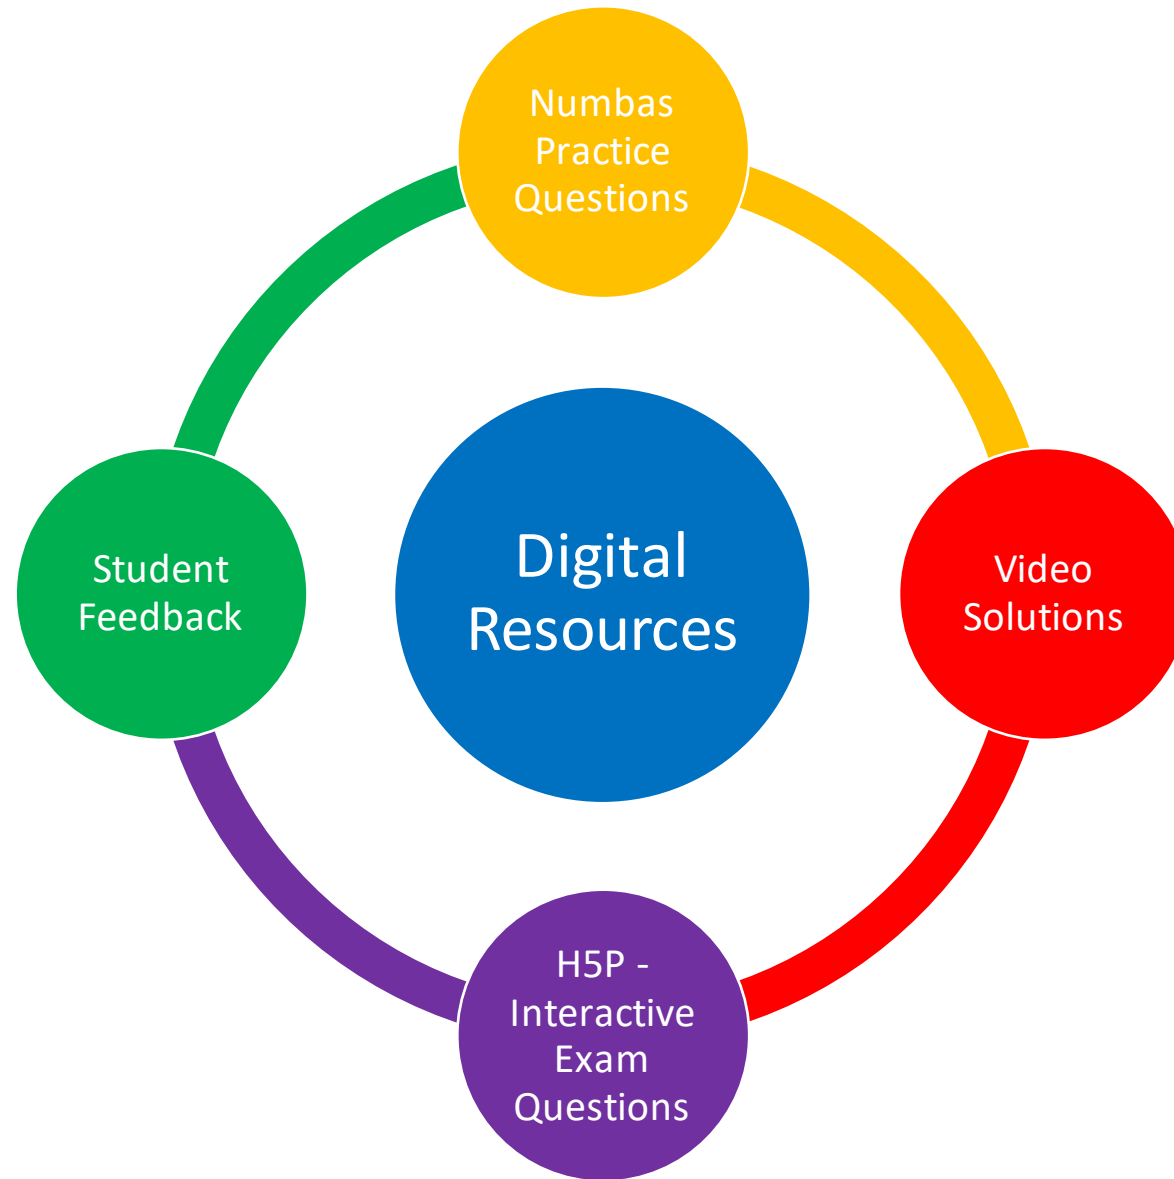 Numbas
Practice
Questions
Student
Feedback
Digital
Resources
Video
Solutions
H5P -
Interactive
Exam
Questions